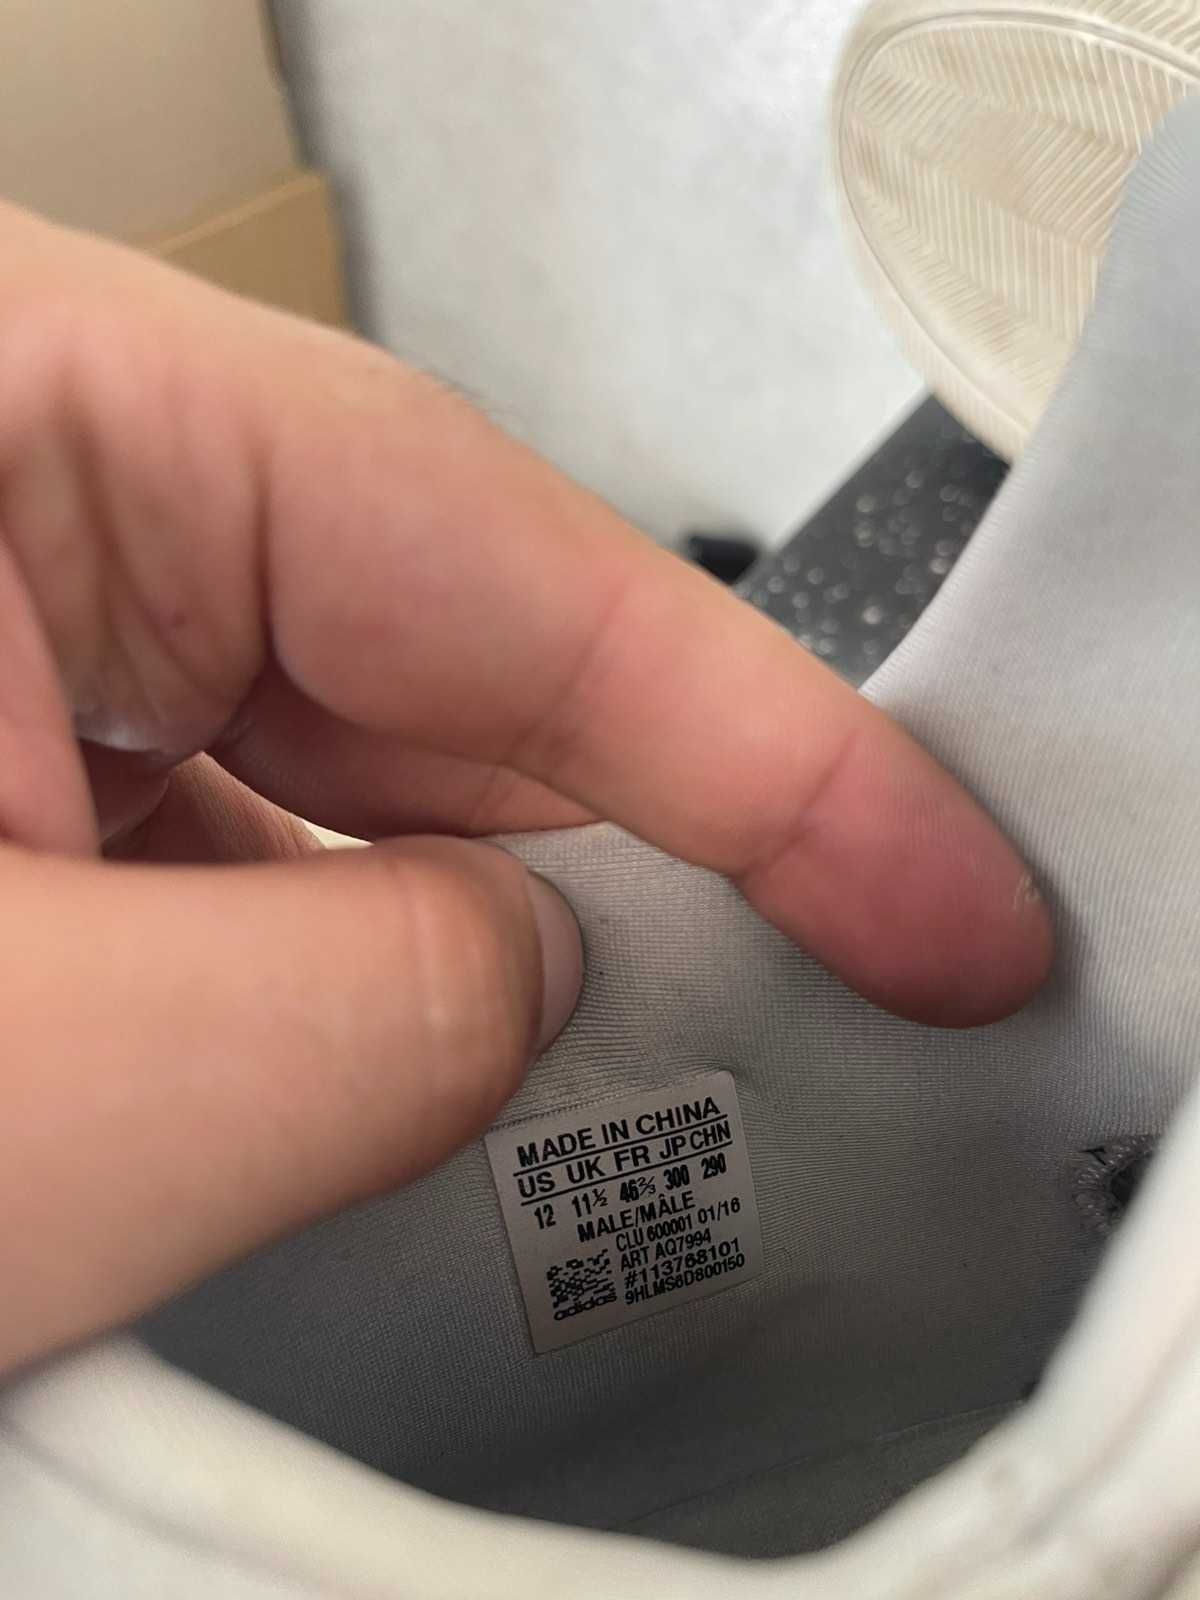 MADE IN CHINA
US UK FR JP CHN
12 11½ 46⅔ 300 290
MALE/MÂLE
CLU 600001 01/16
ART AQ7994
#113768101
9HLMS6D800150
adidas